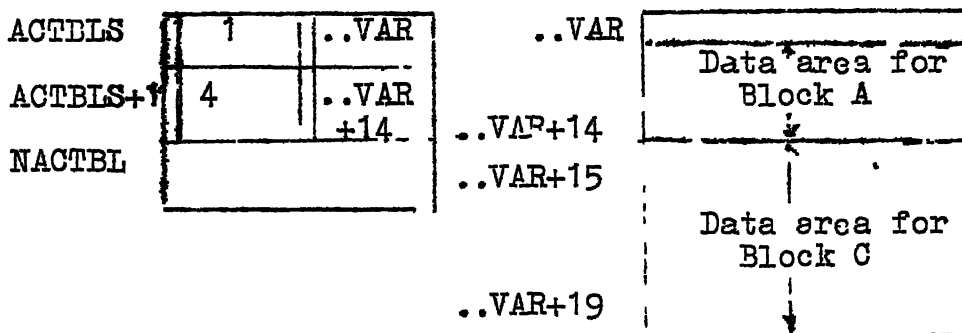 ACTBLS 1 ..VAR ..VAR
Data area for
ACTBLS+1 4 ..VAR Block A
+14 ..VAR+14
NACTBL ..VAR+15
Data area for
Block C
..VAR+19